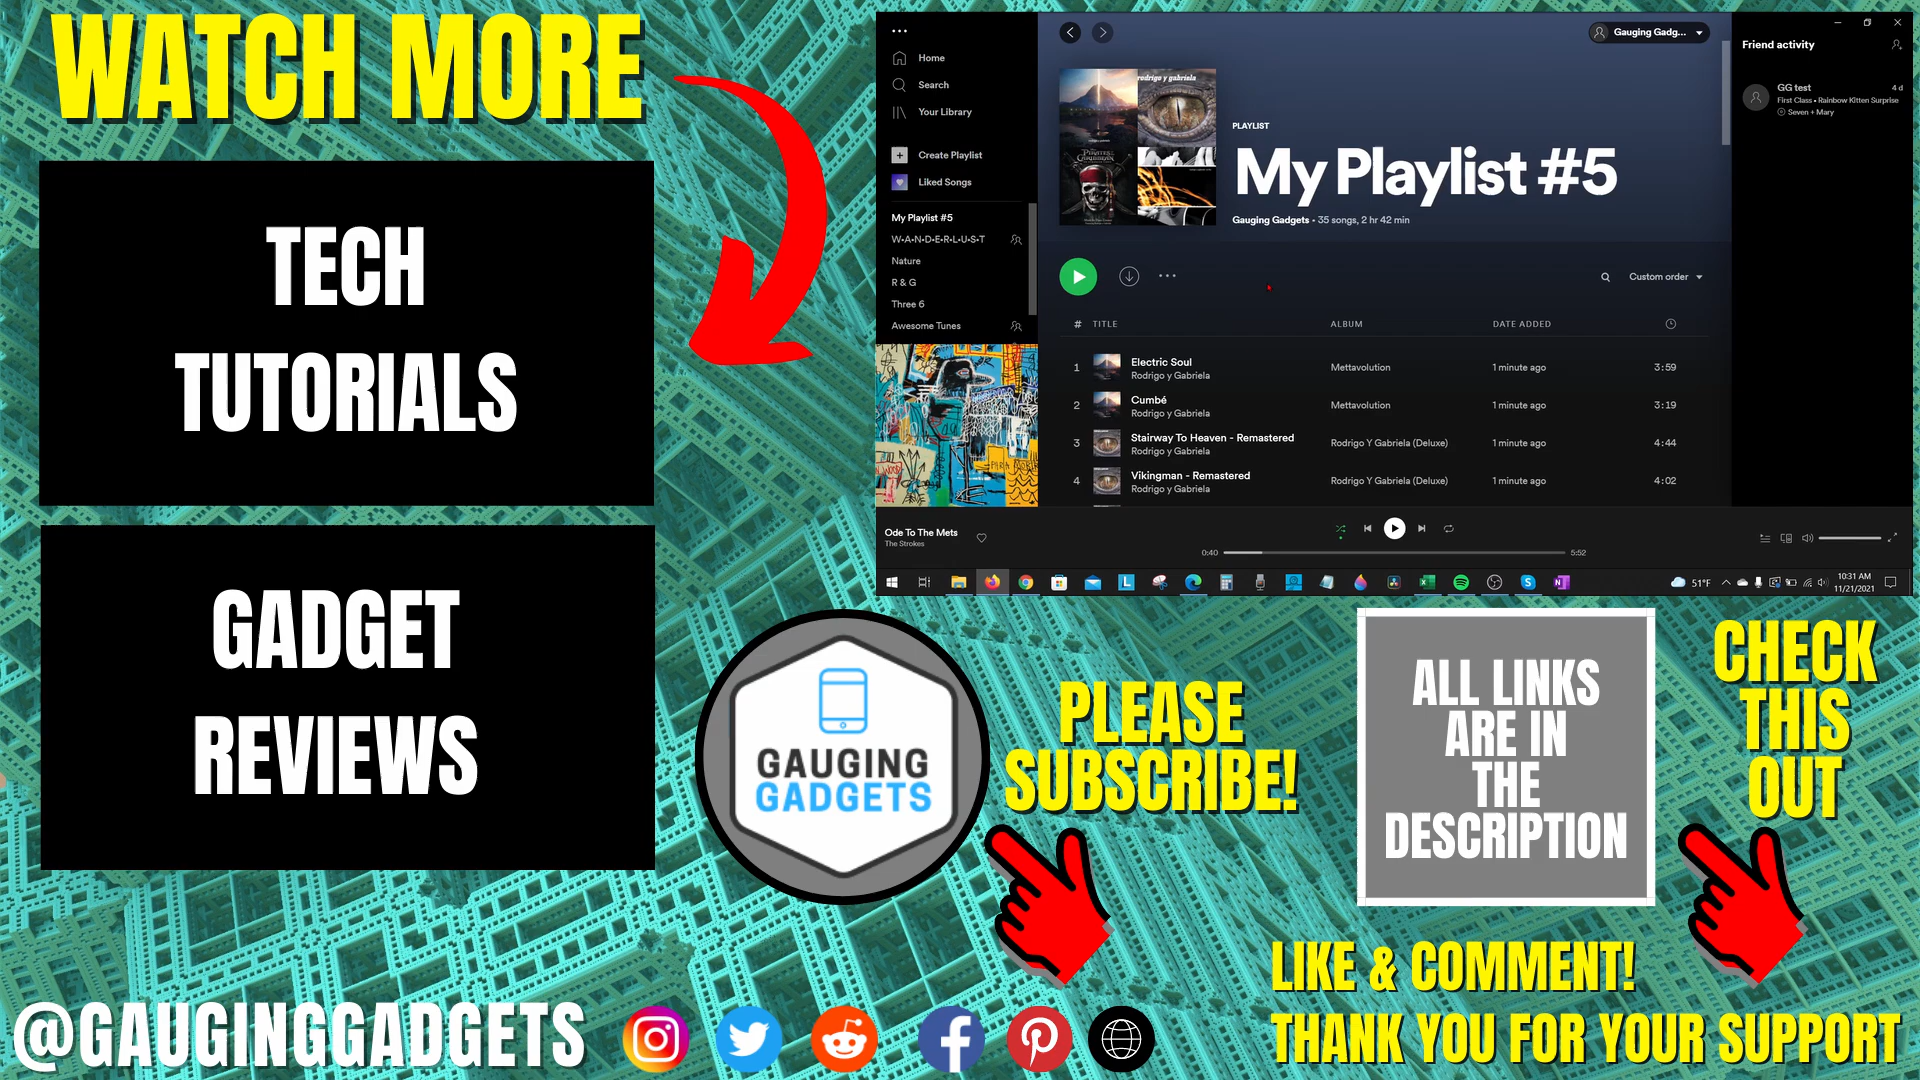 WATCH MORE
TECH
TUTORIALS
GADGET
REVIEWS
Home
Search
Your Library
Create Playlist
Liked Songs
My Playlist #5
W•A•N•D•E•R•L•U•S•T
Nature
R & G
Three 6
Awesome Tunes
Gauging Gadg...
rodrigo y gabriela
PLAYLIST
My Playlist #5
Gauging Gadgets • 35 songs, 2 hr 42 min
Custom order
# TITLE ALBUM DATE ADDED
1 Electric Soul Mettavolution 1 minute ago 3:59
Rodrigo y Gabriela
2 Cumbé Mettavolution 1 minute ago 3:19
Rodrigo y Gabriela
3 Stairway To Heaven - Remastered Rodrigo Y Gabriela (Deluxe) 1 minute ago 4:44
Rodrigo y Gabriela
4 Vikingman - Remastered Rodrigo Y Gabriela (Deluxe) 1 minute ago 4:02
Rodrigo y Gabriela
Friend activity
GG test 4 d
First Class • Rainbow Kitten Surprise
Seven + Mary
Ode To The Mets
The Strokes
0:40 5:52
51°F
10:31 AM
11/21/2021
GAUGING
GADGETS
PLEASE
SUBSCRIBE!
ALL LINKS
ARE IN
THE
DESCRIPTION
CHECK
THIS
OUT
LIKE & COMMENT!
THANK YOU FOR YOUR SUPPORT
@GAUGINGGADGETS